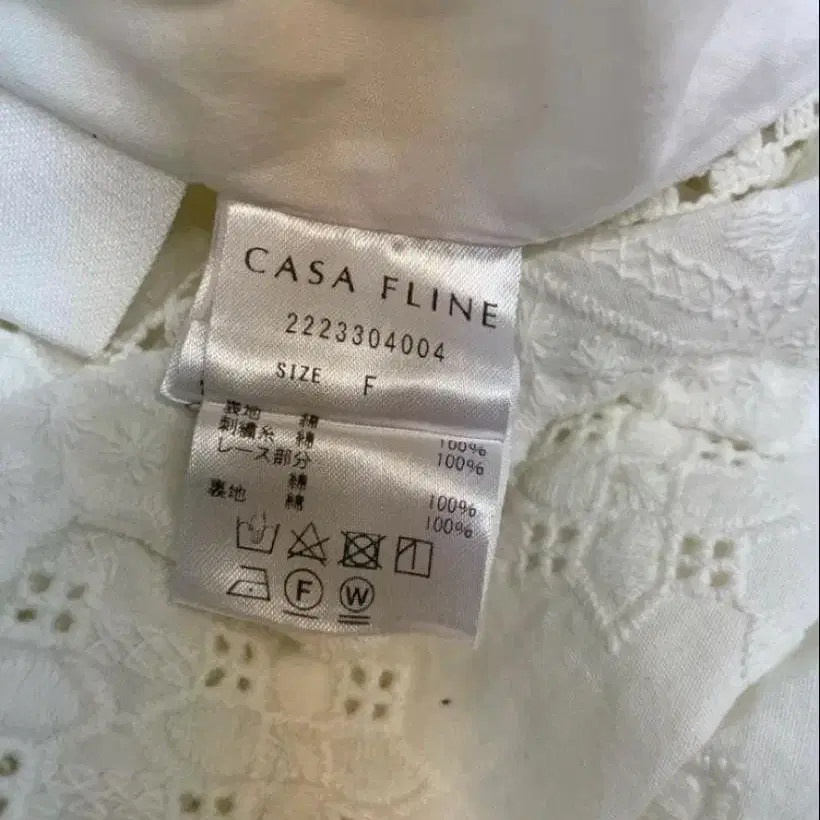 CASA FLINE
2223304004
SIZE F
表地 綿 100%
刺繍糸 綿 100%
レース部分
綿 100%
裏地 綿 100%
F W